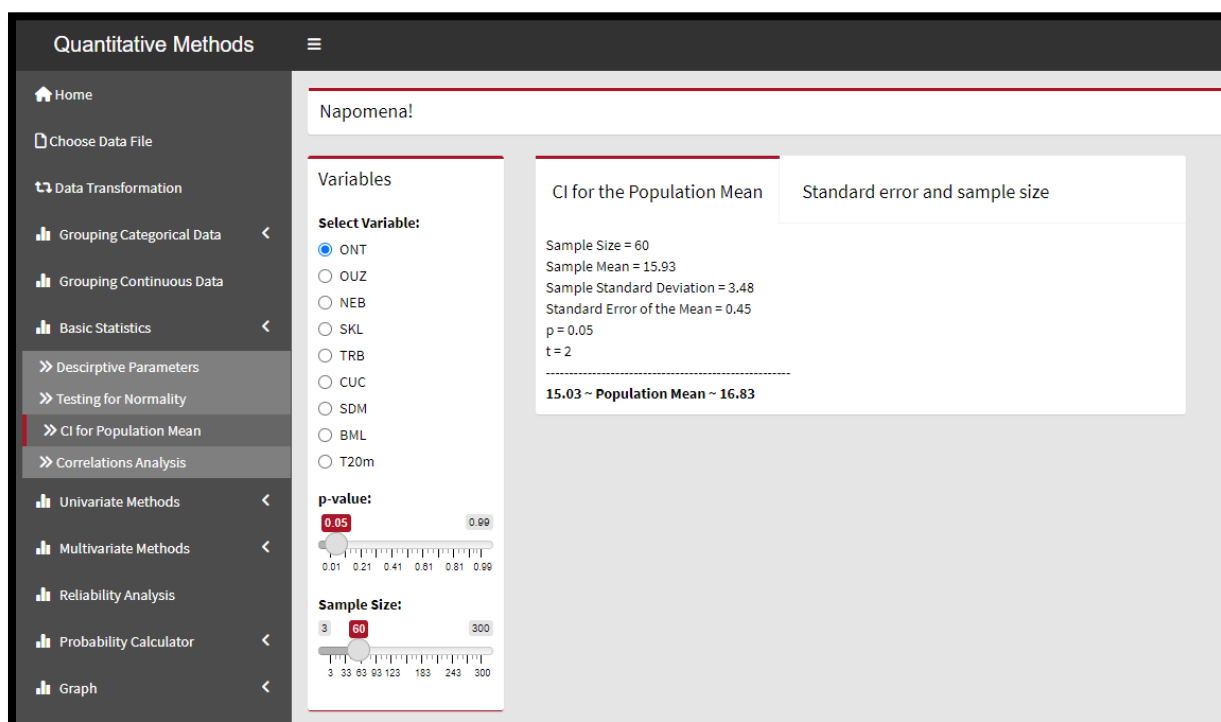 Quantitative Methods
Home
Choose Data File
Data Transformation
Grouping Categorical Data
Grouping Continuous Data
Basic Statistics
Descirptive Parameters
Testing for Normality
CI for Population Mean
Correlations Analysis
Univariate Methods
Multivariate Methods
Reliability Analysis
Probability Calculator
Graph
Napomena!
Variables
Select Variable:
ONT
OUZ
NEB
SKL
TRB
CUC
SDM
BML
T20m
p-value:
0.05 0.99
0.01 0.21 0.41 0.61 0.81 0.99
Sample Size:
3 60 300
3 33 63 93 123 183 243 300
CI for the Population Mean Standard error and sample size
Sample Size = 60
Sample Mean = 15.93
Sample Standard Deviation = 3.48
Standard Error of the Mean = 0.45
p = 0.05
t = 2
------------------------------------------------------
15.03 ~ Population Mean ~ 16.83